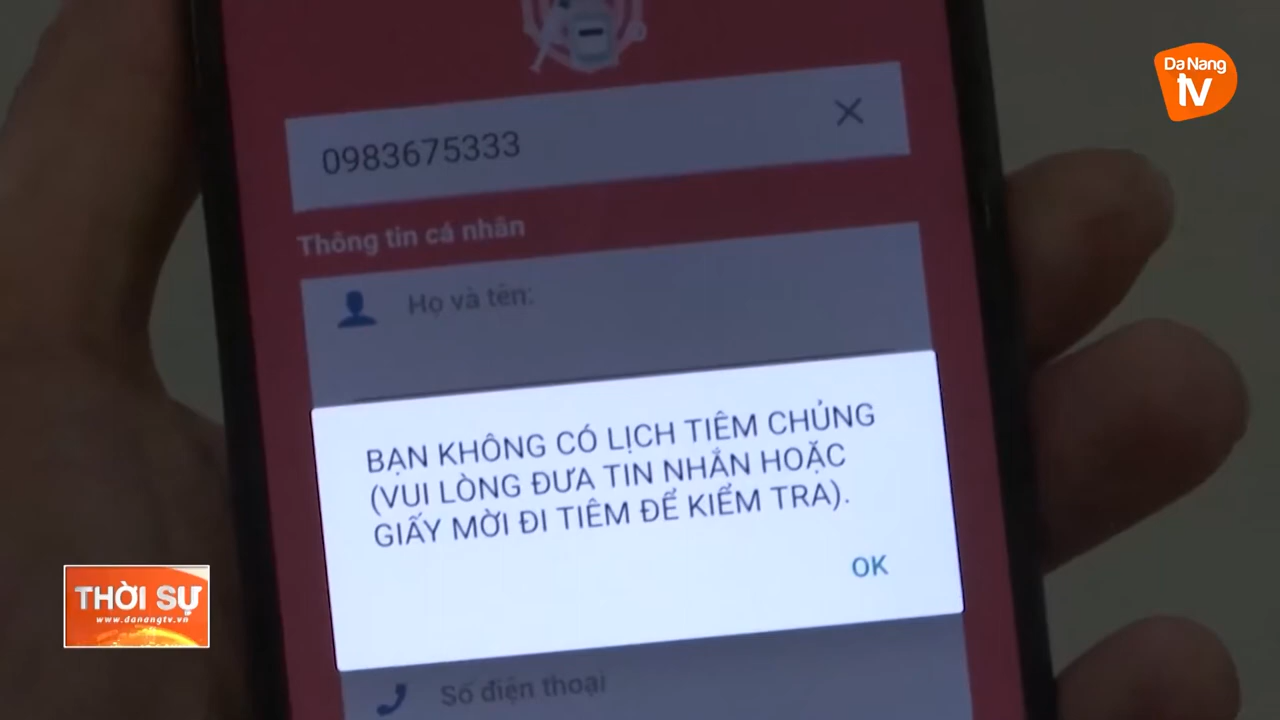 Da Nang
tv
0983675333
Thông tin cá nhân
Họ và tên:
BẠN KHÔNG CÓ LỊCH TIÊM CHỦNG
(VUI LÒNG ĐƯA TIN NHẮN HOẶC
GIẤY MỜI ĐI TIÊM ĐỂ KIỂM TRA).
OK
THỜI SỰ
www.danangtv.vn
Số điện thoại